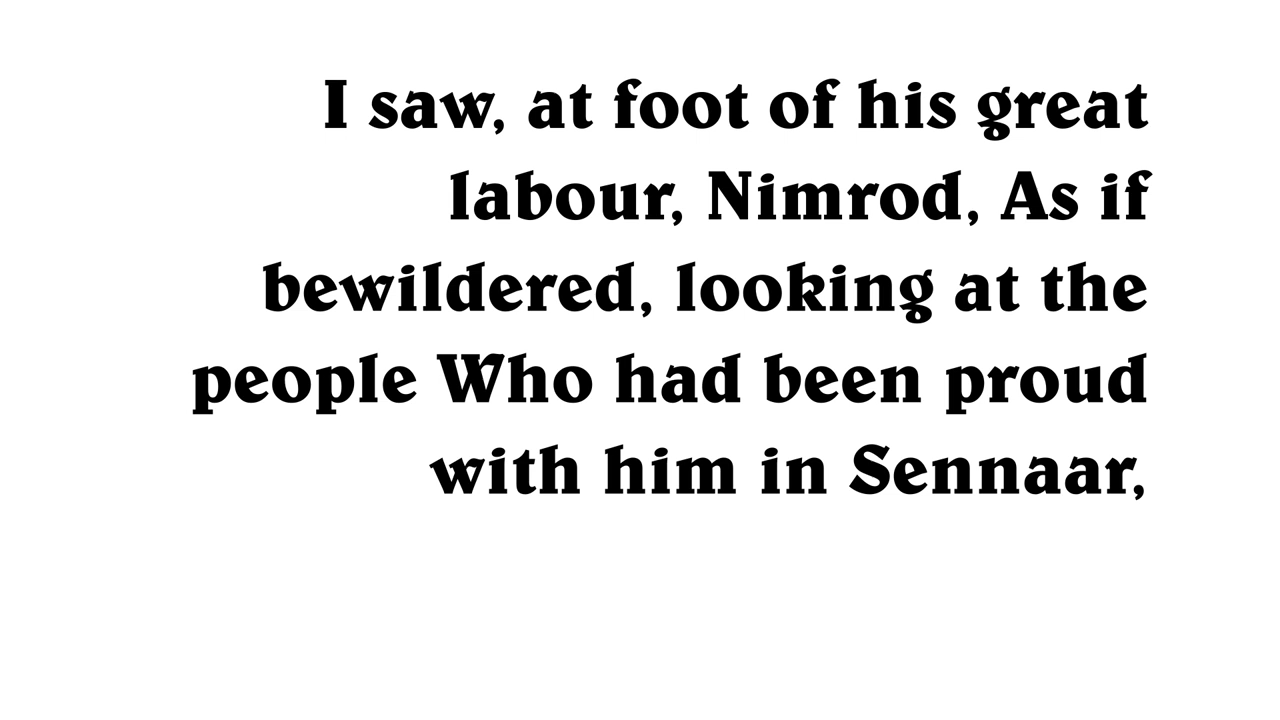 I saw, at foot of his great
labour, Nimrod, As if
bewildered, looking at the
people Who had been proud
with him in Sennaar,